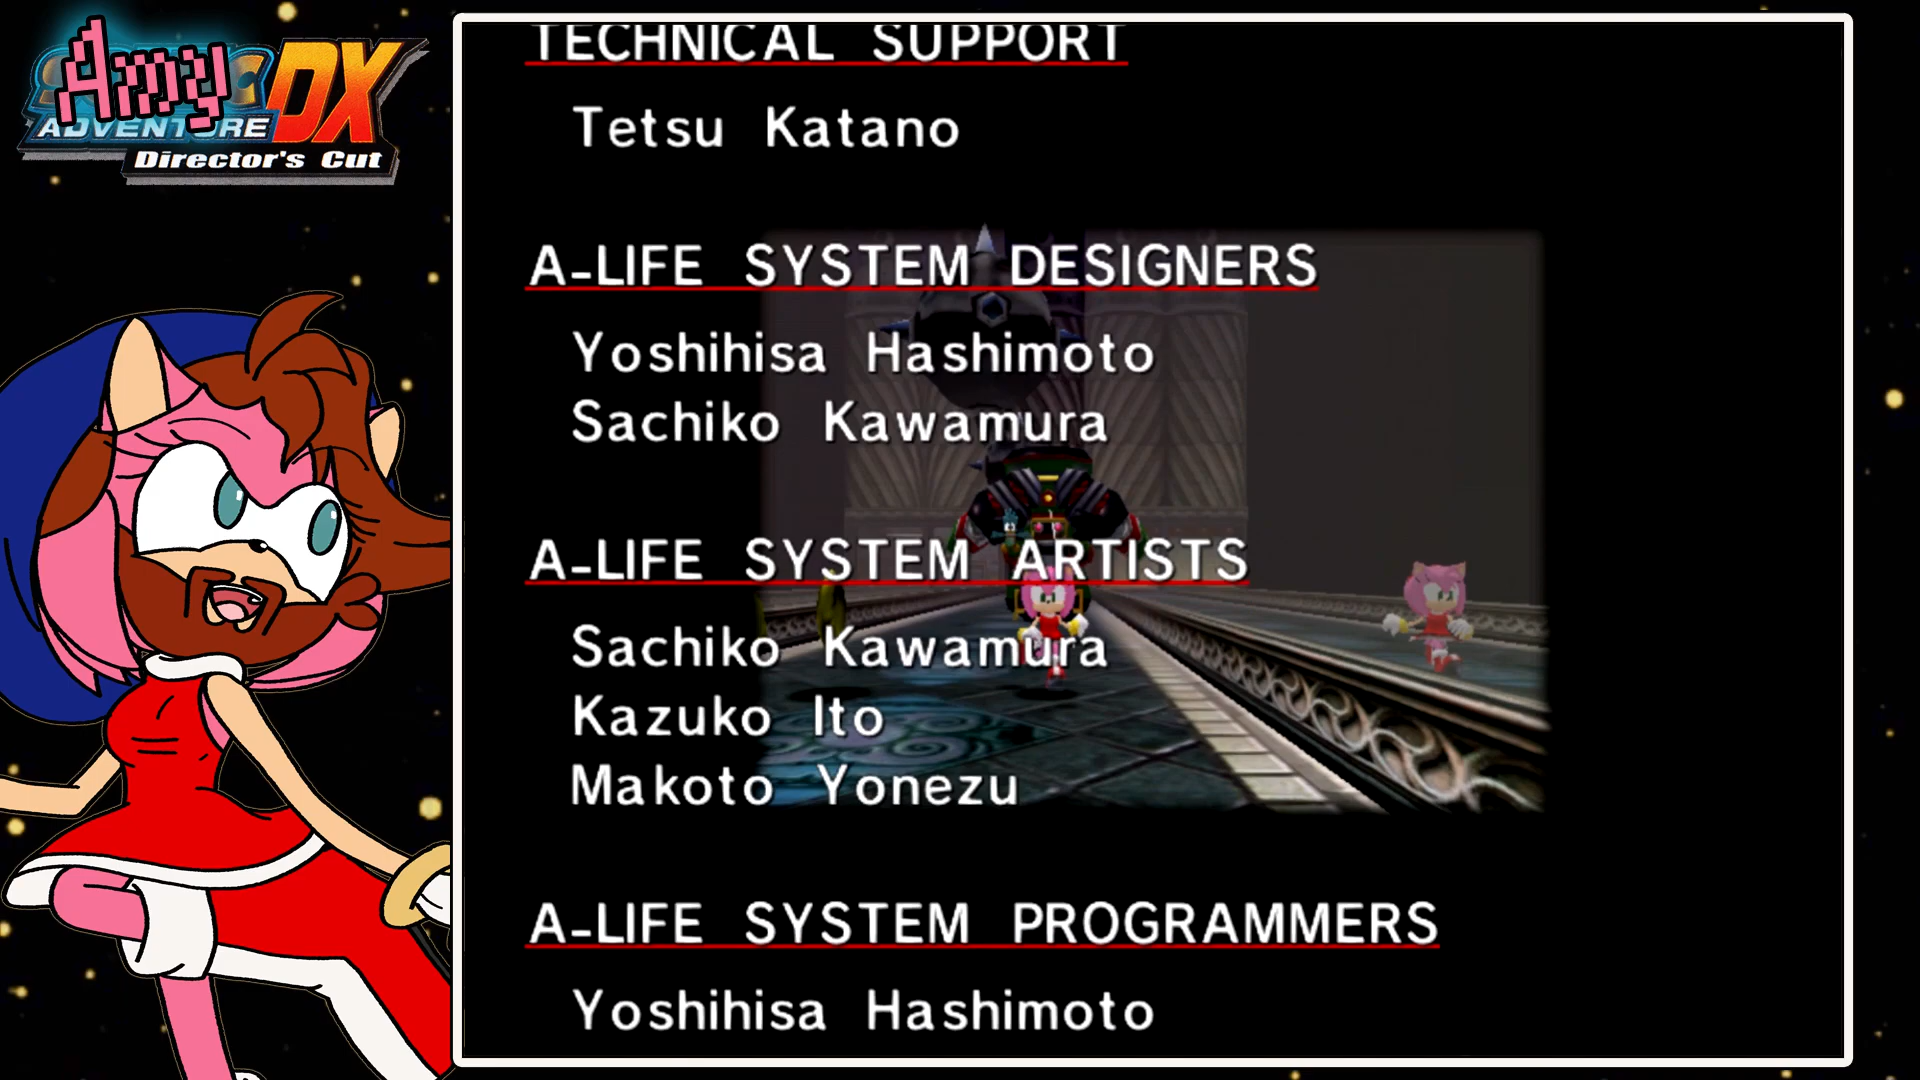 Amy DX
ADVENTURE
Director's Cut
TECHNICAL SUPPORT
Tetsu Katano
A-LIFE SYSTEM DESIGNERS
Yoshihisa Hashimoto
Sachiko Kawamura
A-LIFE SYSTEM ARTISTS
Sachiko Kawamura
Kazuko Ito
Makoto Yonezu
A-LIFE SYSTEM PROGRAMMERS
Yoshihisa Hashimoto